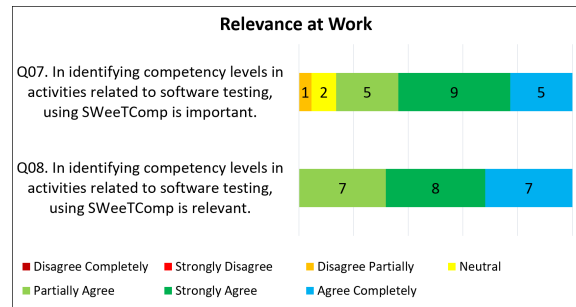 Relevance at Work
Q07. In identifying competency levels in
activities related to software testing,
using SWeeTComp is important.
1 2 5 9 5
Q08. In identifying competency levels in
activities related to software testing,
using SWeeTComp is relevant.
7 8 7
Disagree Completely Strongly Disagree Disagree Partially Neutral
Partially Agree Strongly Agree Agree Completely